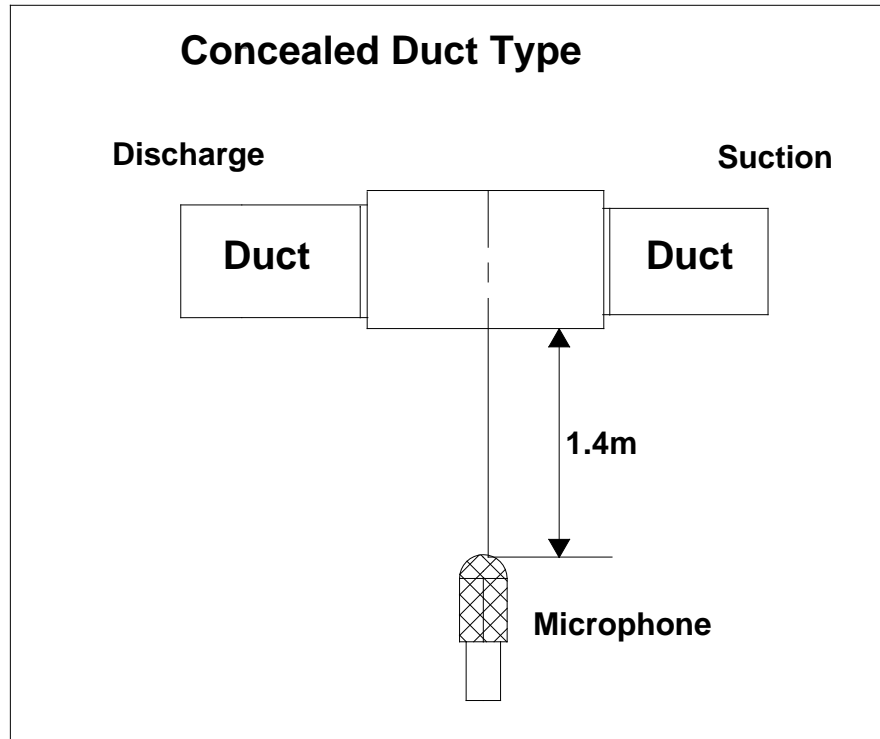 Concealed Duct Type
Discharge
Suction
Duct
Duct
1.4m
Microphone